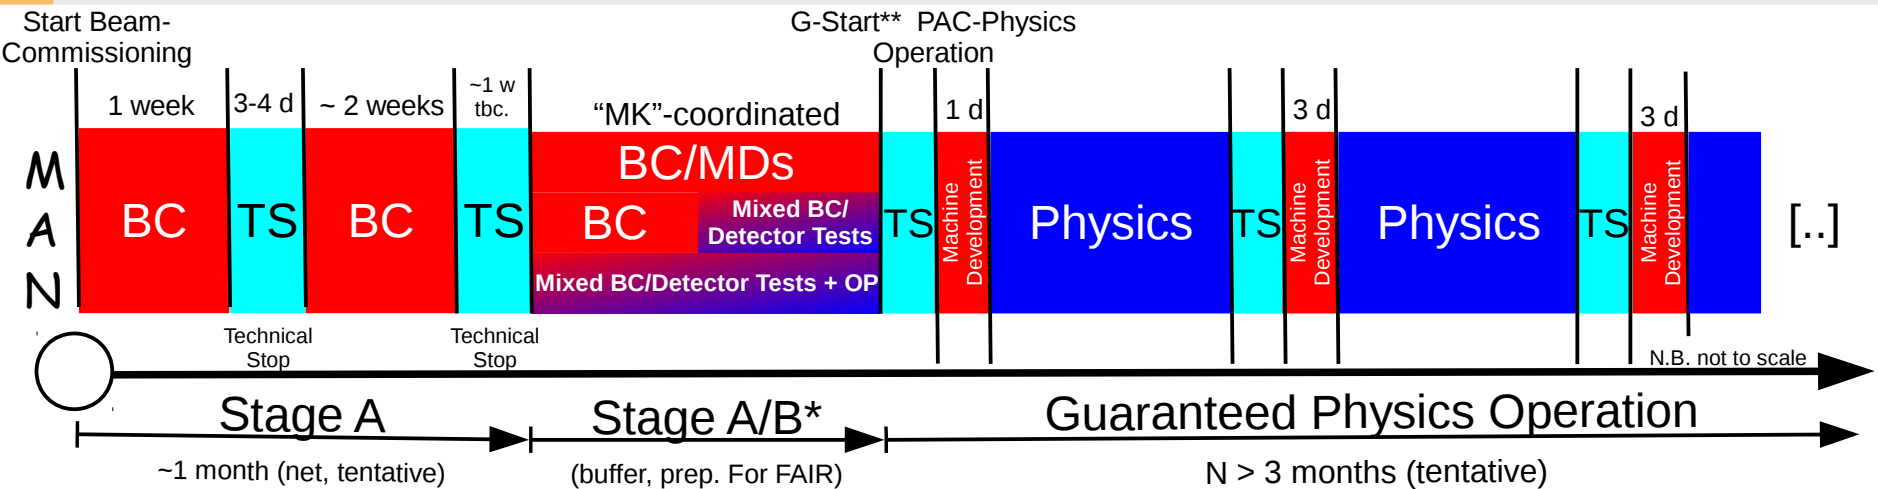 Start Beam-
Commissioning
G-Start** PAC-Physics
Operation
1 week
3-4 d
~ 2 weeks
~1 w
tbc.
“MK”-coordinated
1 d
3 d
3 d
M
A
N
BC
TS
BC
TS
BC/MDs
BC
Mixed BC/
Detector Tests
Mixed BC/Detector Tests + OP
TS
Machine
Development
Physics
TS
Machine
Development
Physics
TS
Machine
Development
[..]
Technical
Stop
Technical
Stop
N.B. not to scale
Stage A
Stage A/B*
Guaranteed Physics Operation
~1 month (net, tentative)
(buffer, prep. For FAIR)
N > 3 months (tentative)